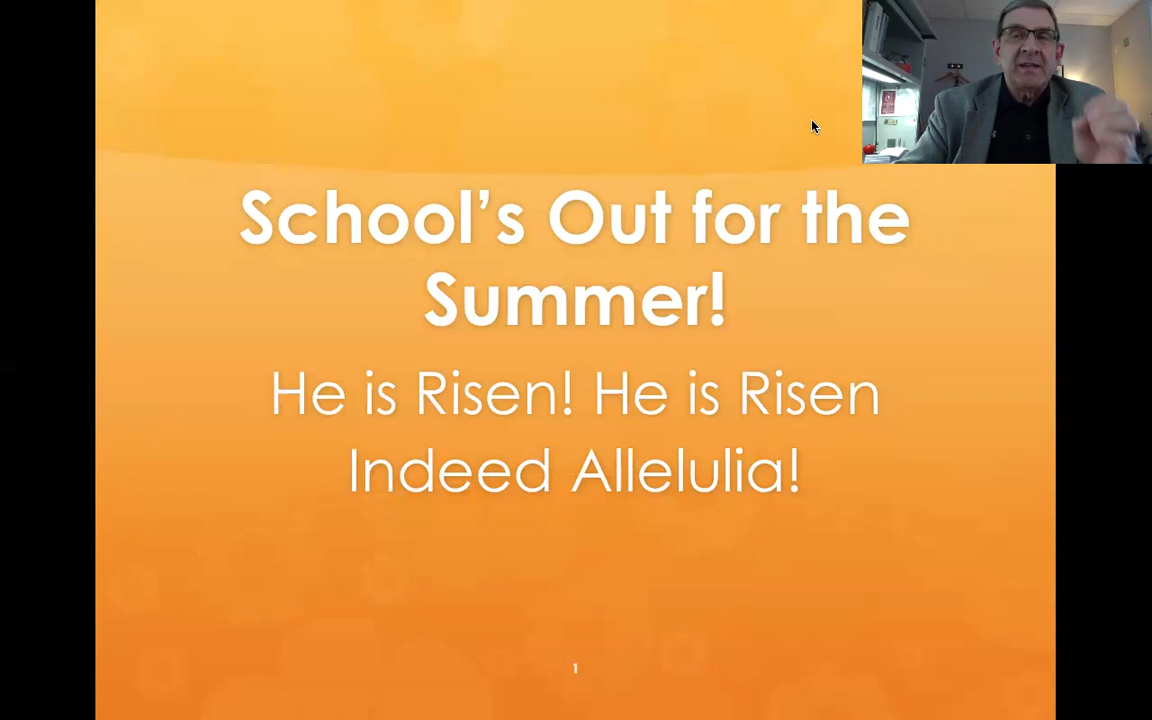 School’s Out for the
Summer!
He is Risen! He is Risen
Indeed Allelulia!
1